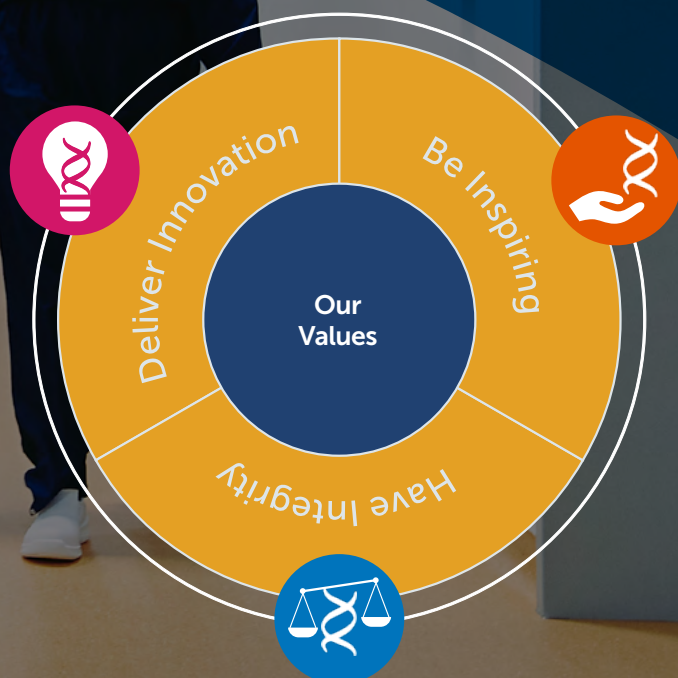 Our
Values
Deliver Innovation
Be Inspiring
Have Integrity